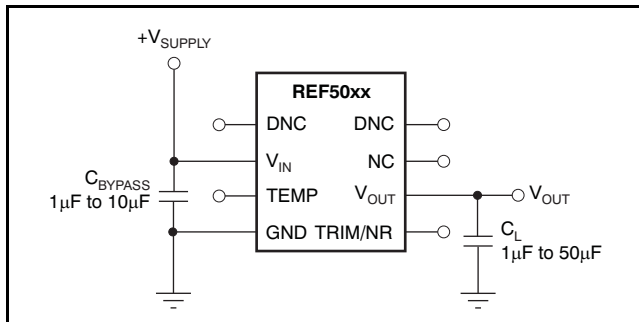 +VSUPPLY
REF50xx
DNC
DNC
VIN
NC
CBYPASS
1μF to 10μF
TEMP
VOUT
VOUT
GND
TRIM/NR
CL
1μF to 50μF